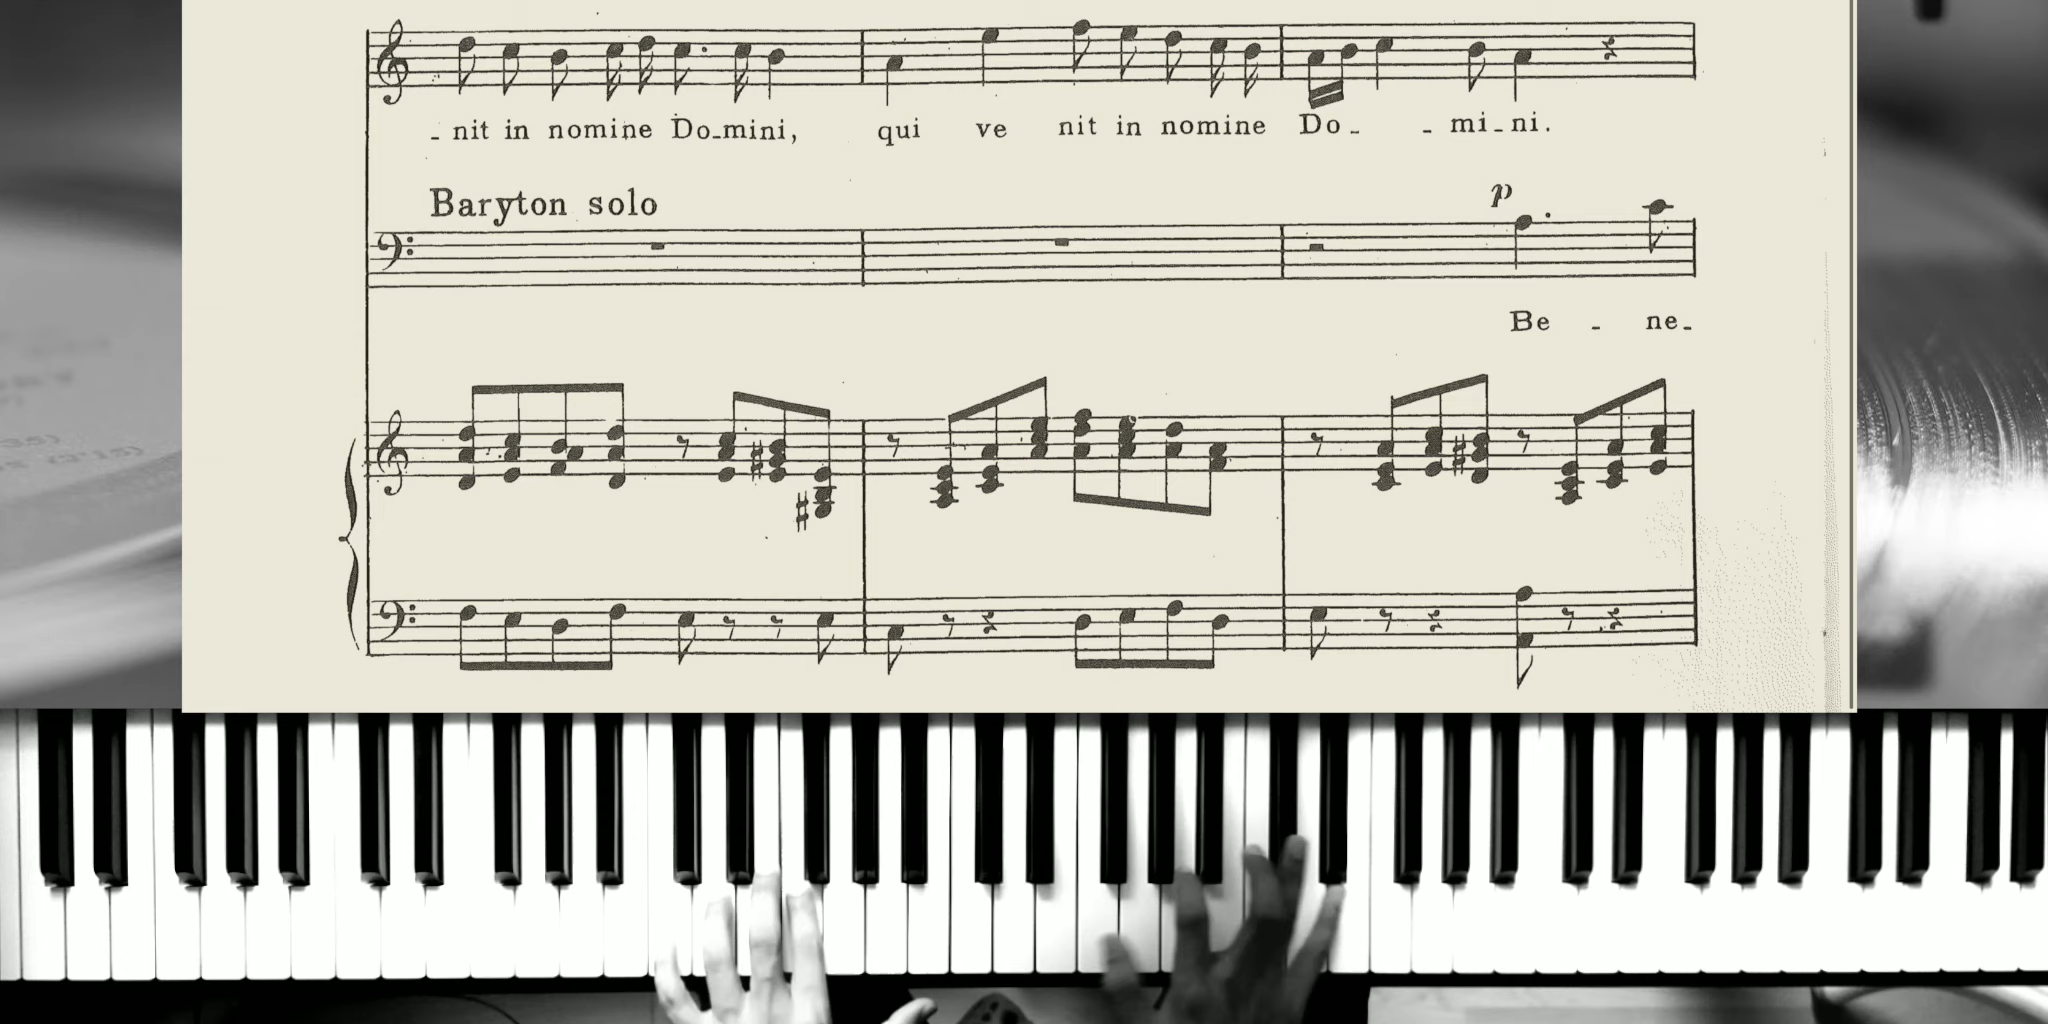 - nit in nomine Do-mini, qui ve nit in nomine Do - - mi-ni.
Baryton solo
p
Be - ne-